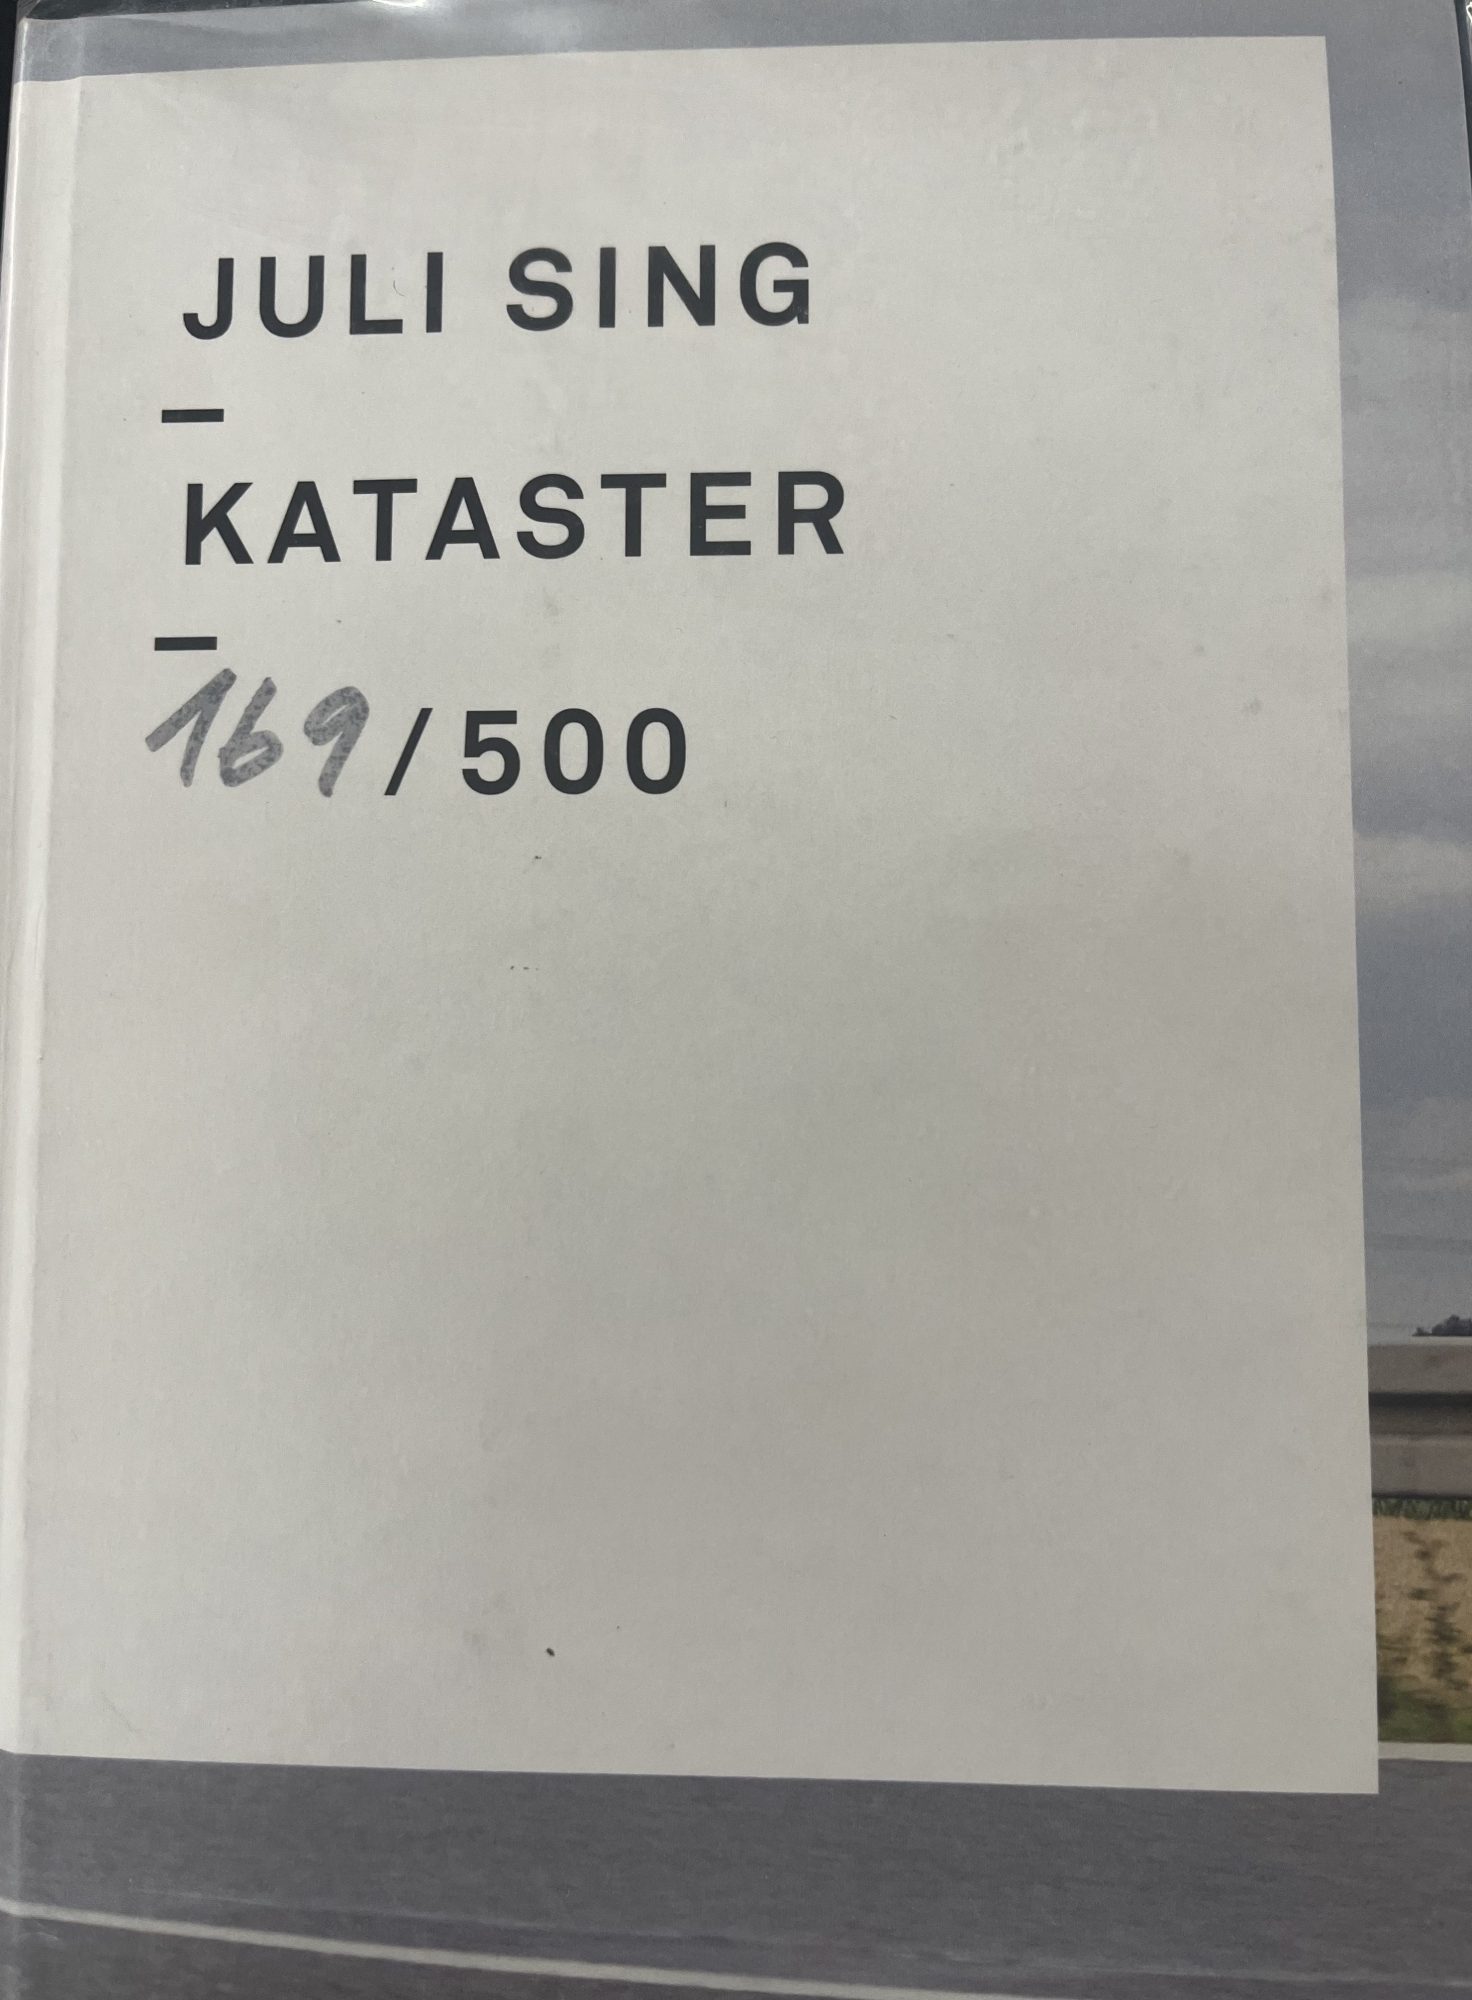 JULI SING
–
KATASTER
–
169/500